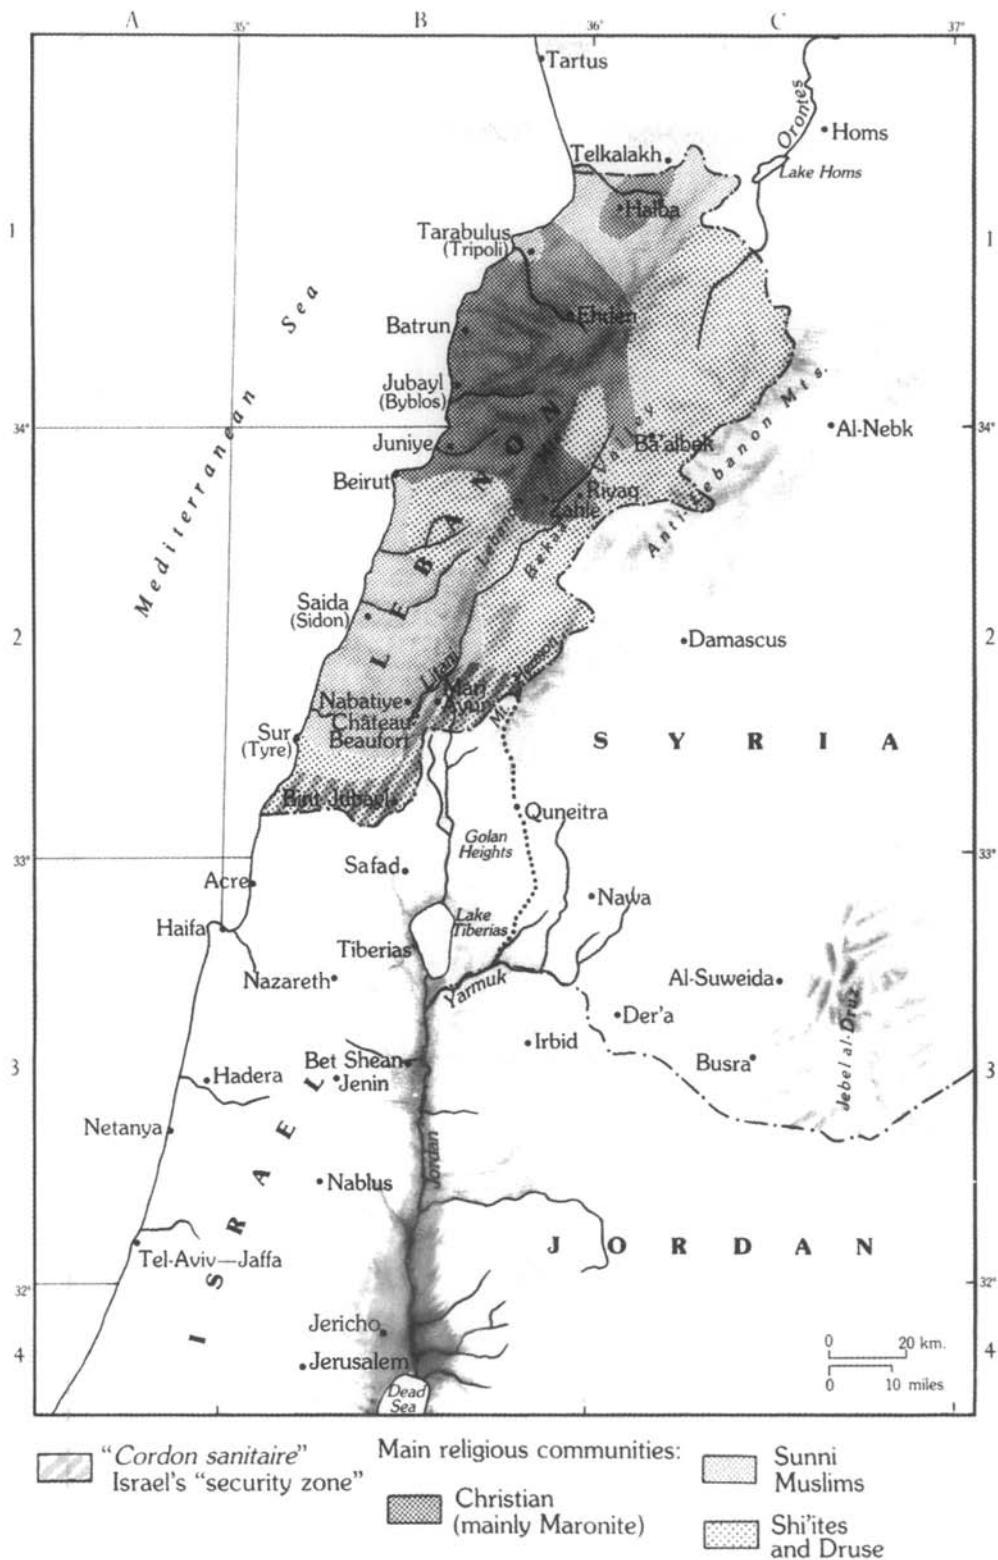 A B C
35° 36° 37°
Tartus
Orontes
Homs
Telkalakh
Lake Homs
Halba
1 1
Tarabulus
(Tripoli)
Ehden
Batrun
Jubayl
(Byblos)
Mediterranean Sea
34° 34°
Al-Nebk
Juniye
Ba'albek
Beirut
Riyaq
Zahle
Anti-Lebanon Mts.
Bekaa Valley
LEBANON
Saida
(Sidon)
2 2
Damascus
Litani
Mt. Hermon
Nabatiye
Marj
Ayun
Château
Beaufort
Sur
(Tyre)
SYRIA
Bint Jubayl
Quneitra
Golan
Heights
33° 33°
Safad
Acre
Nawa
Haifa
Lake
Tiberias
Tiberias
Nazareth
Yarmuk
Al-Suweida
Der'a
Irbid
Jebel al-Druz
Busra
3 3
Bet Shean
Hadera
Jenin
Netanya
Jordan
Nablus
ISRAEL
JORDAN
Tel-Aviv—Jaffa
32° 32°
Jericho
0 20 km.
4 4
Jerusalem
0 10 miles
Dead
Sea
"Cordon sanitaire"
Israel's "security zone"
Main religious communities:
Christian
(mainly Maronite)
Sunni
Muslims
Shi'ites
and Druse